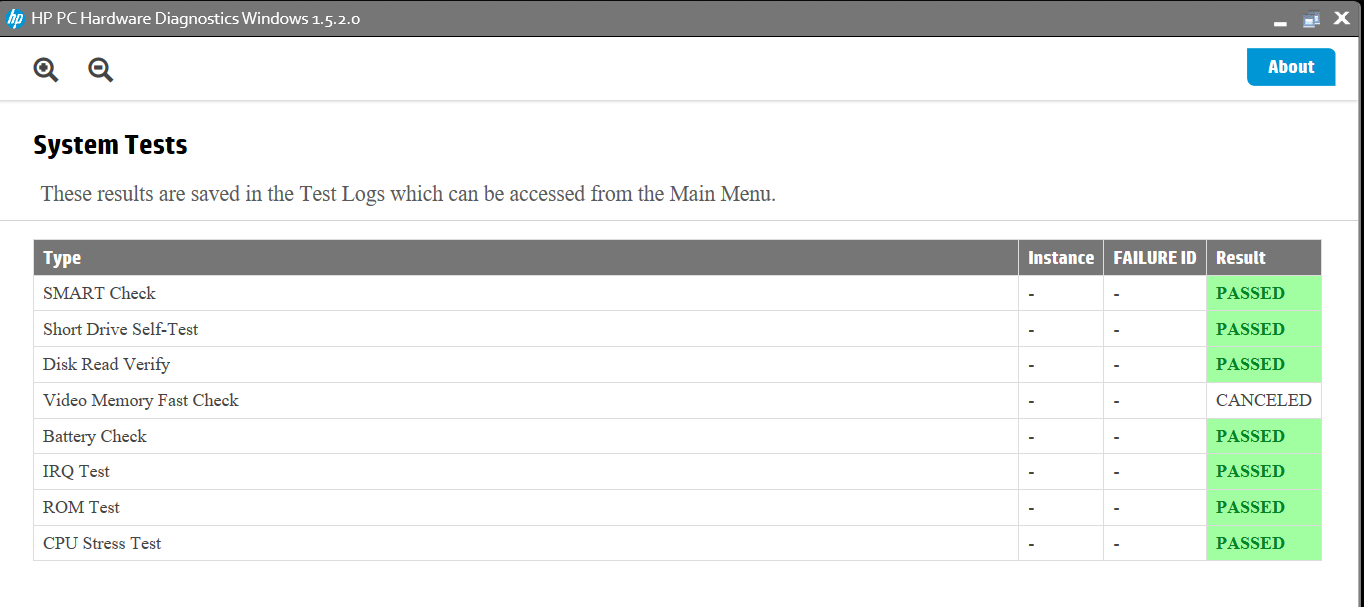 hp HP PC Hardware Diagnostics Windows 1.5.2.0
About
System Tests
These results are saved in the Test Logs which can be accessed from the Main Menu.
Type Instance FAILURE ID Result
SMART Check - - PASSED
Short Drive Self-Test - - PASSED
Disk Read Verify - - PASSED
Video Memory Fast Check - - CANCELED
Battery Check - - PASSED
IRQ Test - - PASSED
ROM Test - - PASSED
CPU Stress Test - - PASSED